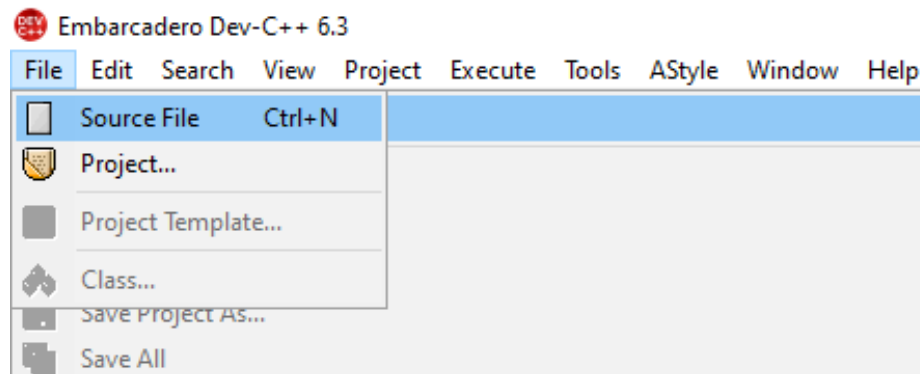 DEV C++ Embarcadero Dev-C++ 6.3
File Edit Search View Project Execute Tools AStyle Window Help
Source File Ctrl+N
Project...
Project Template...
Class...
Save Project As...
Save All